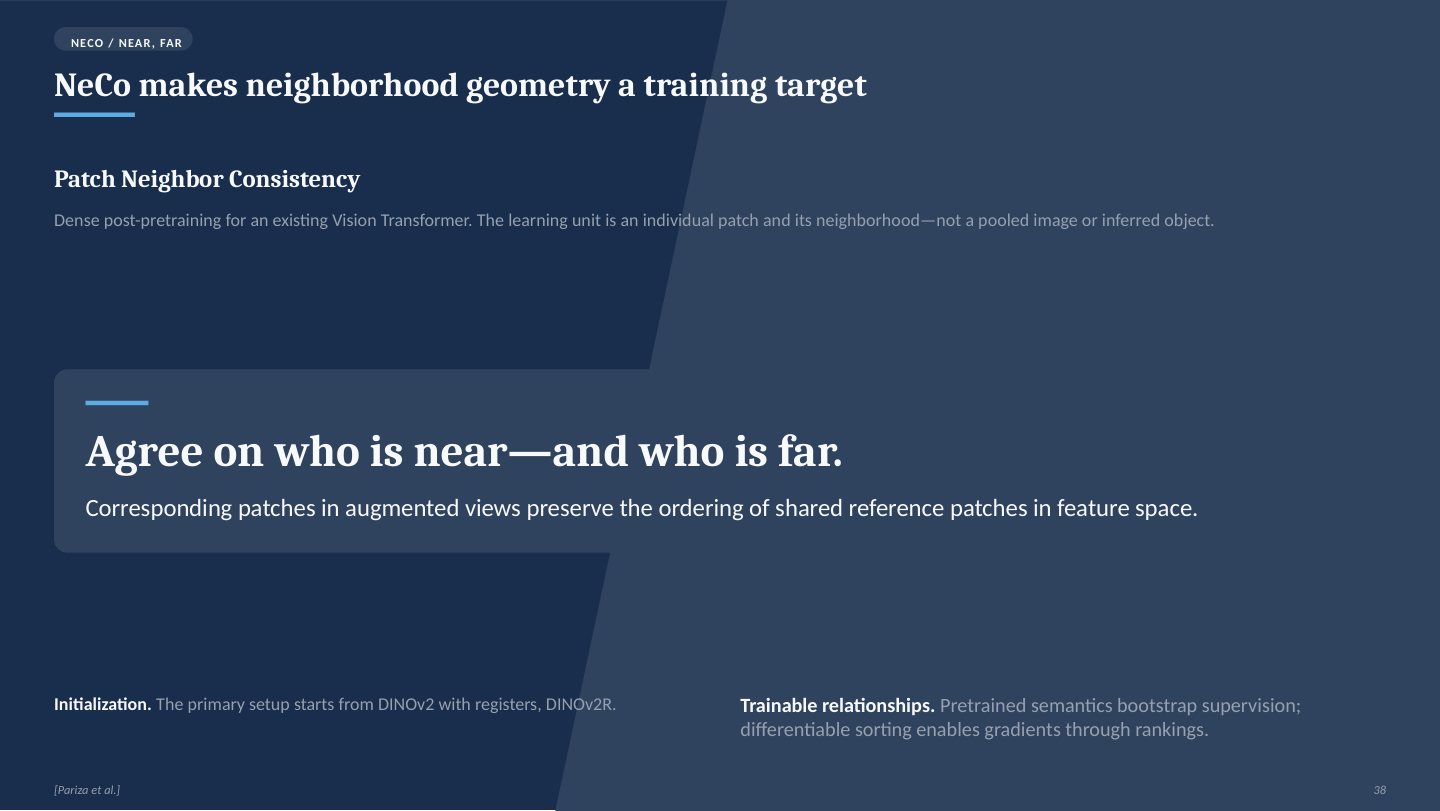 NECO / NEAR, FAR
NeCo makes neighborhood geometry a training target
Patch Neighbor Consistency
Dense post-pretraining for an existing Vision Transformer. The learning unit is an individual patch and its neighborhood—not a pooled image or inferred object.
Agree on who is near—and who is far.
Corresponding patches in augmented views preserve the ordering of shared reference patches in feature space.
Initialization. The primary setup starts from DINOv2 with registers, DINOv2R.
Trainable relationships. Pretrained semantics bootstrap supervision;
differentiable sorting enables gradients through rankings.
[Pariza et al.]
38